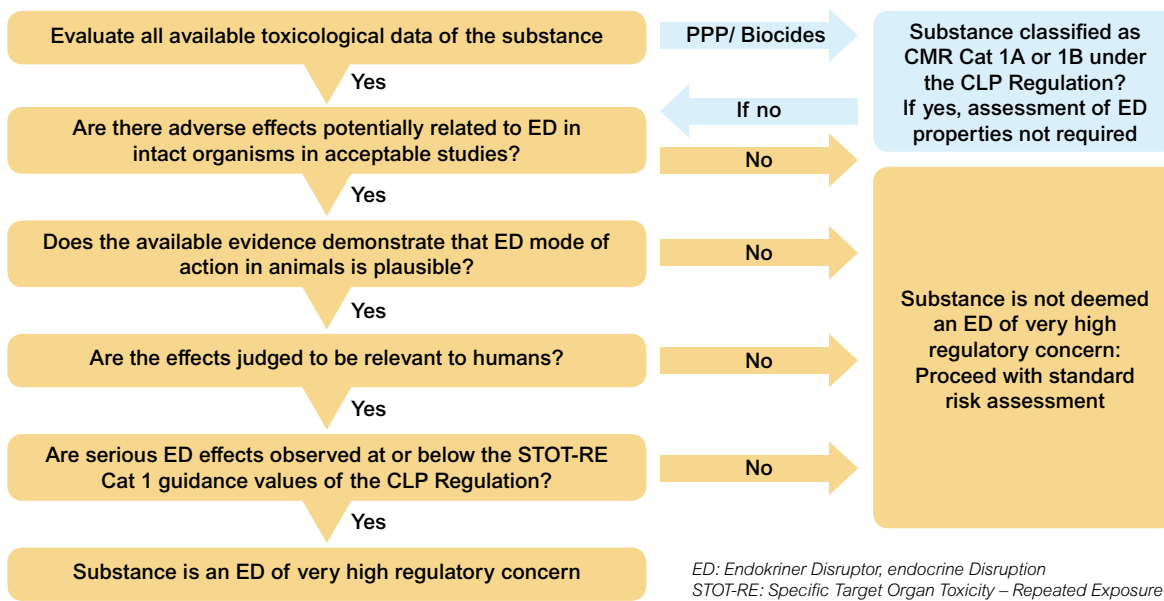 Evaluate all available toxicological data of the substance
PPP/ Biocides
Substance classified as
CMR Cat 1A or 1B under
the CLP Regulation?
If yes, assessment of ED
properties not required
Yes
If no
Are there adverse effects potentially related to ED in
intact organisms in acceptable studies?
No
Yes
Does the available evidence demonstrate that ED mode of
action in animals is plausible?
No
Yes
Are the effects judged to be relevant to humans?
No
Yes
Are serious ED effects observed at or below the STOT-RE
Cat 1 guidance values of the CLP Regulation?
No
Yes
Substance is an ED of very high regulatory concern
Substance is not deemed
an ED of very high
regulatory concern:
Proceed with standard
risk assessment
ED: Endokriner Disruptor, endocrine Disruption
STOT-RE: Specific Target Organ Toxicity – Repeated Exposure